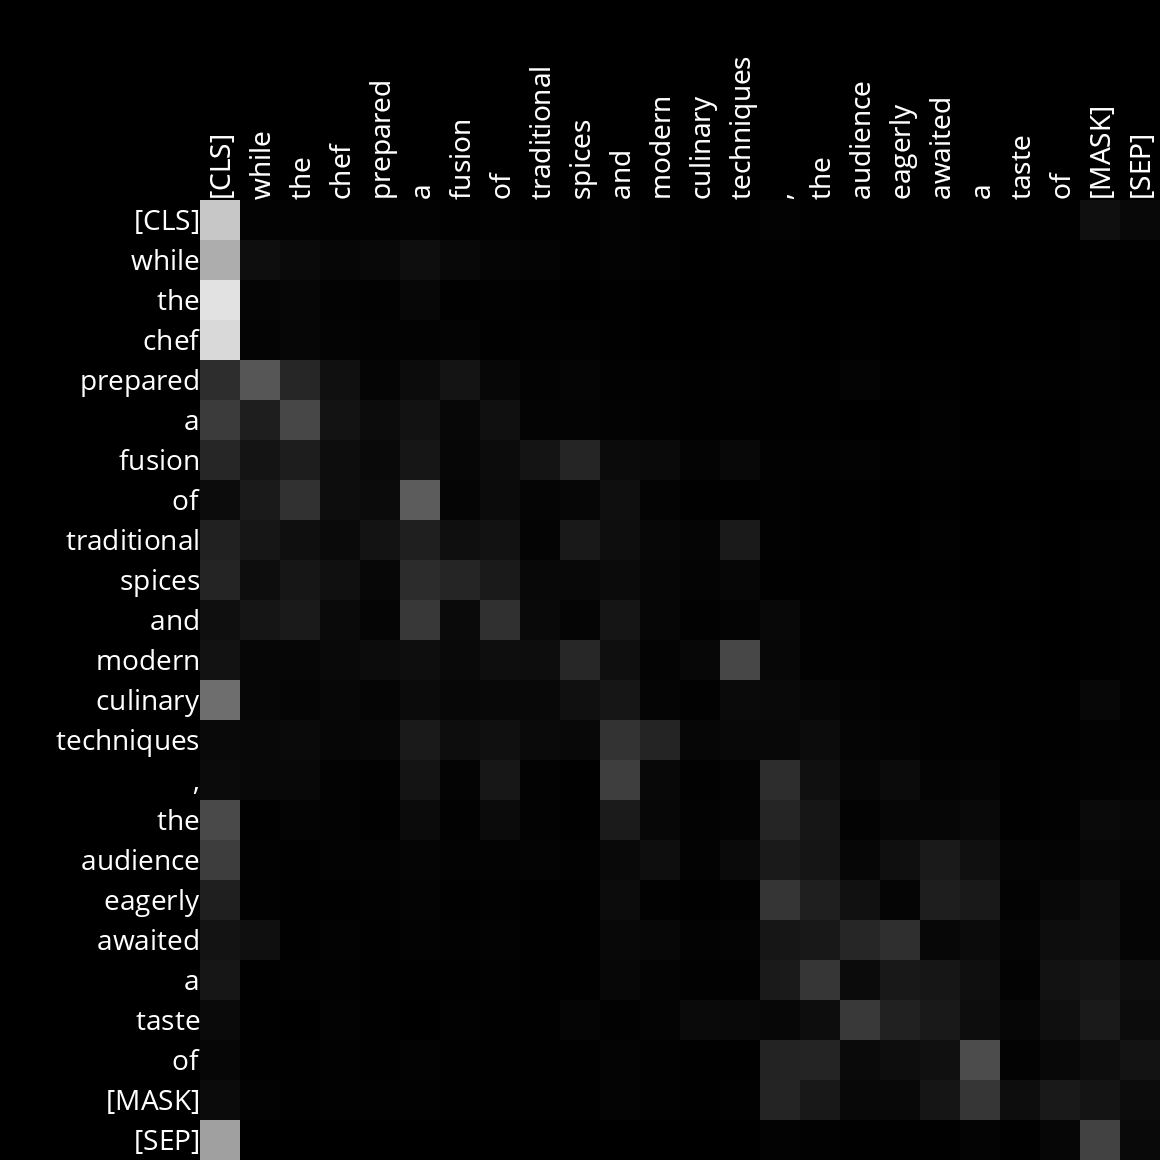 [CLS] while the chef prepared a fusion of traditional spices and modern culinary techniques , the audience eagerly awaited a taste of [MASK] [SEP]
[CLS]
while
the
chef
prepared
a
fusion
of
traditional
spices
and
modern
culinary
techniques
,
the
audience
eagerly
awaited
a
taste
of
[MASK]
[SEP]